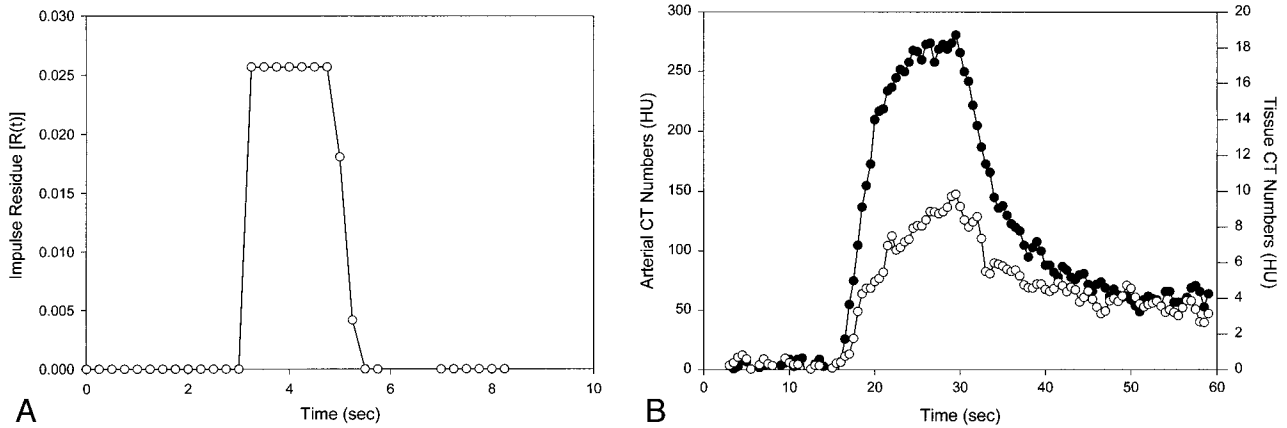 0.030
0.025
0.020
0.015
0.010
0.005
0.000
Impulse Residue [R(t)]
0 2 4 6 8 10
Time (sec)
A
300
250
200
150
100
50
0
Arterial CT Numbers (HU)
20
18
16
14
12
10
8
6
4
2
0
Tissue CT Numbers (HU)
0 10 20 30 40 50 60
Time (sec)
B